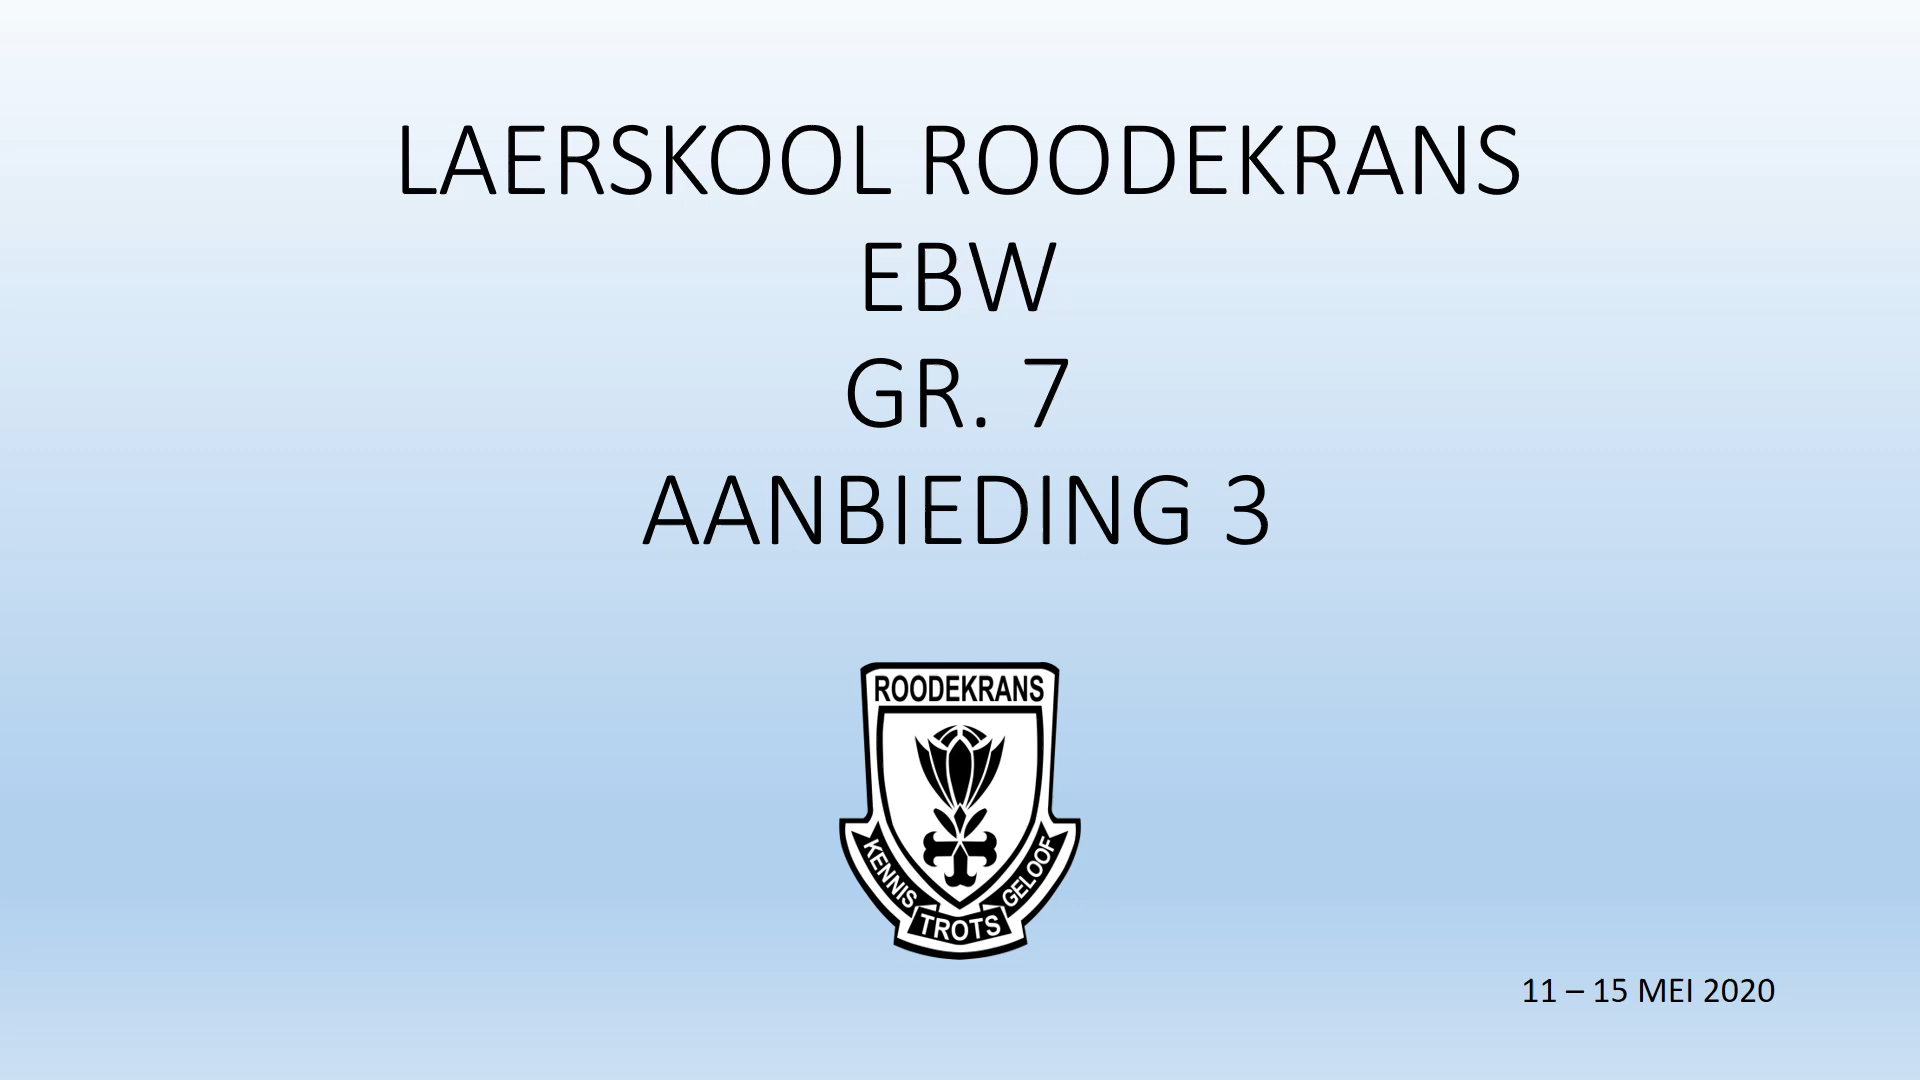 LAERSKOOL ROODEKRANS
EBW
GR. 7
AANBIEDING 3
ROODEKRANS
KENNIS
TROTS
GELOOF
11 – 15 MEI 2020